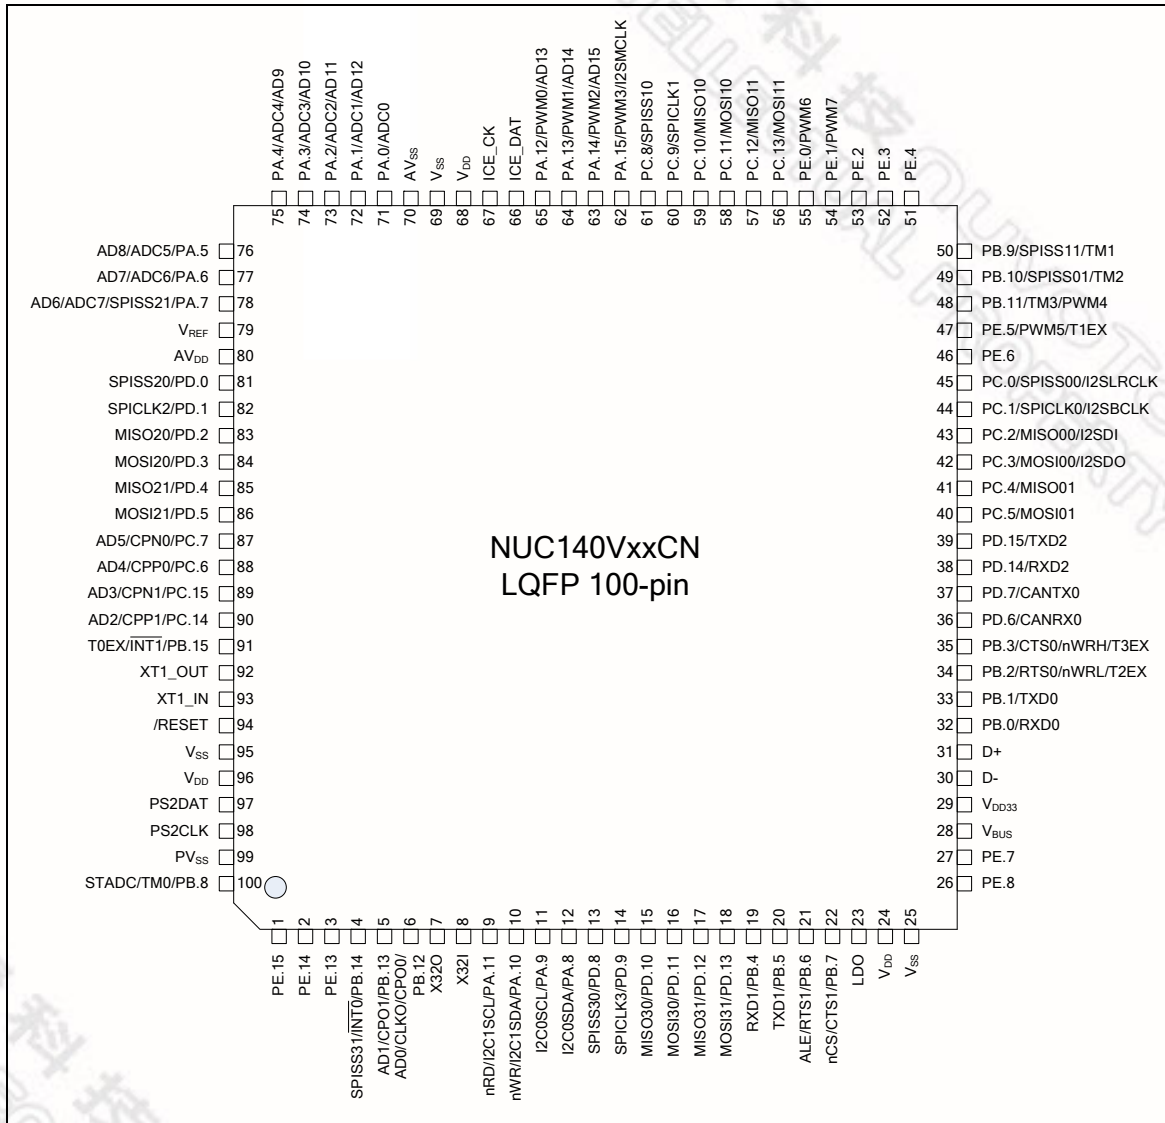 PA.4/ADC4/AD9
PA.3/ADC3/AD10
PA.2/ADC2/AD11
PA.1/ADC1/AD12
PA.0/ADC0
AVSS
VSS
VDD
ICE_CK
ICE_DAT
PA.12/PWM0/AD13
PA.13/PWM1/AD14
PA.14/PWM2/AD15
PA.15/PWM3/I2SMCLK
PC.8/SPISS10
PC.9/SPICLK1
PC.10/MISO10
PC.11/MOSI10
PC.12/MISO11
PC.13/MOSI11
PE.0/PWM6
PE.1/PWM7
PE.2
PE.3
PE.4
75 74 73 72 71 70 69 68 67 66 65 64 63 62 61 60 59 58 57 56 55 54 53 52 51
AD8/ADC5/PA.5 76
AD7/ADC6/PA.6 77
AD6/ADC7/SPISS21/PA.7 78
VREF 79
AVDD 80
SPISS20/PD.0 81
SPICLK2/PD.1 82
MISO20/PD.2 83
MOSI20/PD.3 84
MISO21/PD.4 85
MOSI21/PD.5 86
AD5/CPN0/PC.7 87
AD4/CPP0/PC.6 88
AD3/CPN1/PC.15 89
AD2/CPP1/PC.14 90
T0EX/INT1/PB.15 91
XT1_OUT 92
XT1_IN 93
/RESET 94
VSS 95
VDD 96
PS2DAT 97
PS2CLK 98
PVSS 99
STADC/TM0/PB.8 100
NUC140VxxCN
LQFP 100-pin
50 PB.9/SPISS11/TM1
49 PB.10/SPISS01/TM2
48 PB.11/TM3/PWM4
47 PE.5/PWM5/T1EX
46 PE.6
45 PC.0/SPISS00/I2SLRCLK
44 PC.1/SPICLK0/I2SBCLK
43 PC.2/MISO00/I2SDI
42 PC.3/MOSI00/I2SDO
41 PC.4/MISO01
40 PC.5/MOSI01
39 PD.15/TXD2
38 PD.14/RXD2
37 PD.7/CANTX0
36 PD.6/CANRX0
35 PB.3/CTS0/nWRH/T3EX
34 PB.2/RTS0/nWRL/T2EX
33 PB.1/TXD0
32 PB.0/RXD0
31 D+
30 D-
29 VDD33
28 VBUS
27 PE.7
26 PE.8
1 2 3 4 5 6 7 8 9 10 11 12 13 14 15 16 17 18 19 20 21 22 23 24 25
PE.15
PE.14
PE.13
SPISS31/INT0/PB.14
AD1/CPO1/PB.13
AD0/CLKO/CPO0/
PB.12
X32O
X32I
nRD/I2C1SCL/PA.11
nWR/I2C1SDA/PA.10
I2C0SCL/PA.9
I2C0SDA/PA.8
SPISS30/PD.8
SPICLK3/PD.9
MISO30/PD.10
MOSI30/PD.11
MISO31/PD.12
MOSI31/PD.13
RXD1/PB.4
TXD1/PB.5
ALE/RTS1/PB.6
nCS/CTS1/PB.7
LDO
VDD
VSS